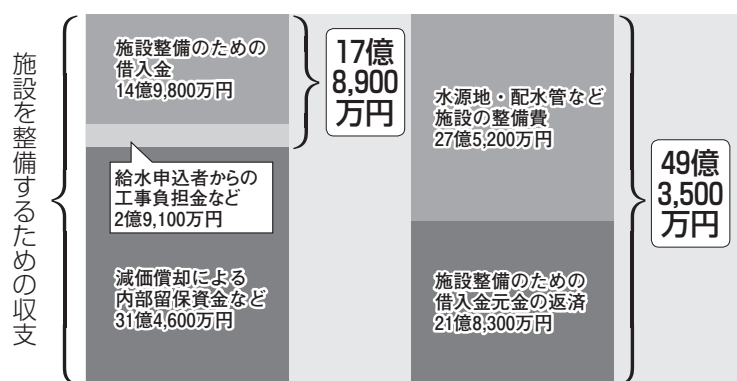 施設を整備するための収支
施設整備のための
借入金
14億9,800万円
17億
8,900
万円
給水申込者からの
工事負担金など
2億9,100万円
減価償却による
内部留保資金など
31億4,600万円
水源地・配水管など
施設の整備費
27億5,200万円
施設整備のための
借入金元金の返済
21億8,300万円
49億
3,500
万円